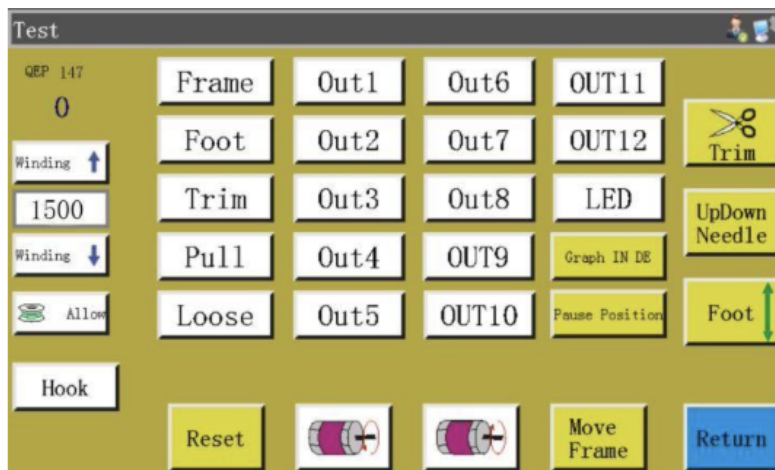 Test
QEP 147
0
Winding
1500
Winding
Allow
Hook
Frame
Foot
Trim
Pull
Loose
Out1
Out2
Out3
Out4
Out5
Out6
Out7
Out8
OUT9
OUT10
OUT11
OUT12
LED
Graph IN DE
Pause Position
Trim
UpDown
Needle
Foot
Reset
Move
Frame
Return